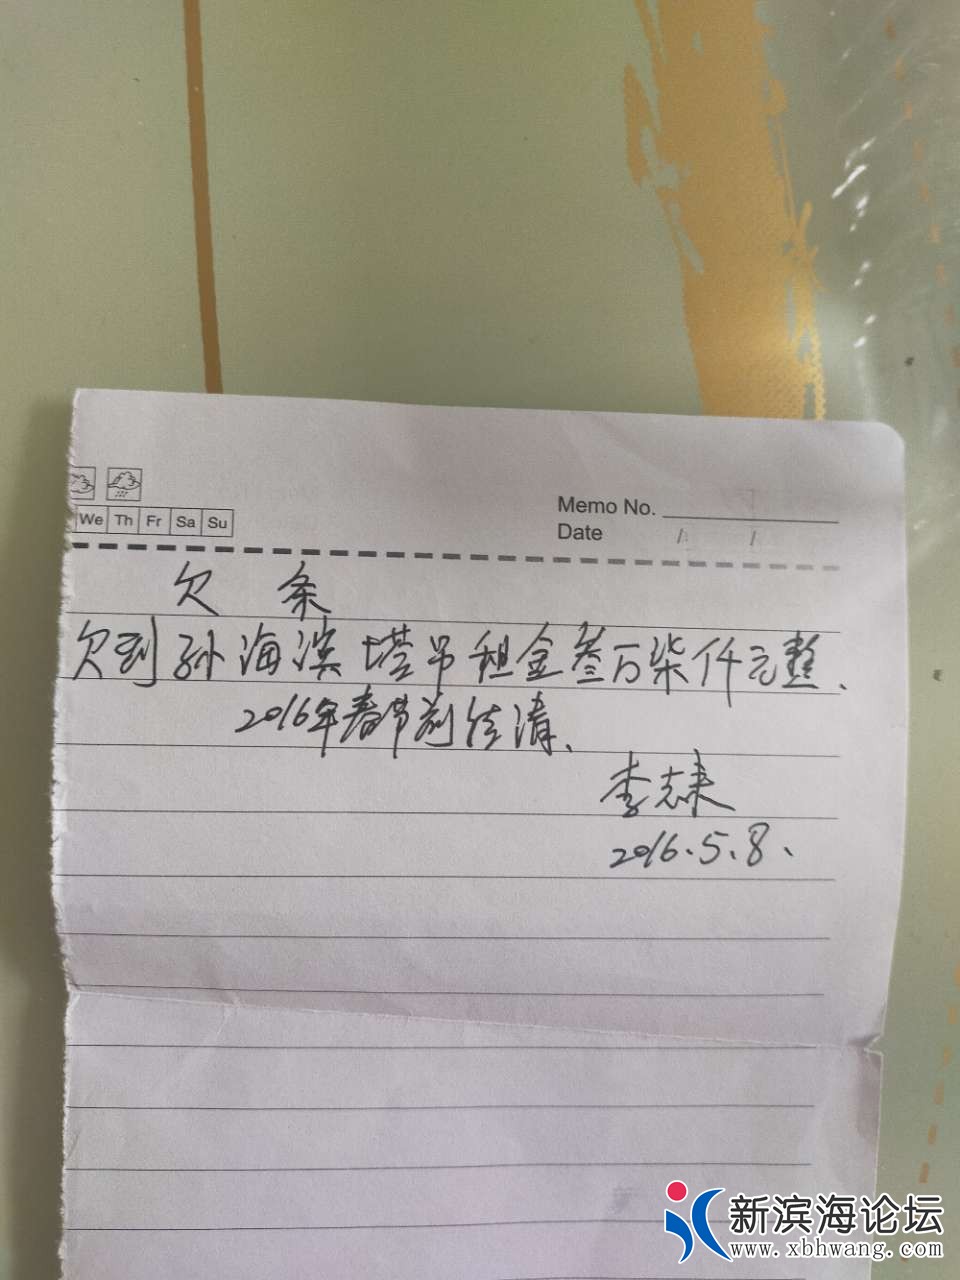 We Th Fr Sa Su
Memo No.
Date / /
欠 条
欠到孙海滨塔吊租金叁万柒仟元整、
2016年春节前结清、
李志来
2016.5.8、
新滨海论坛
www.xbhwang.com